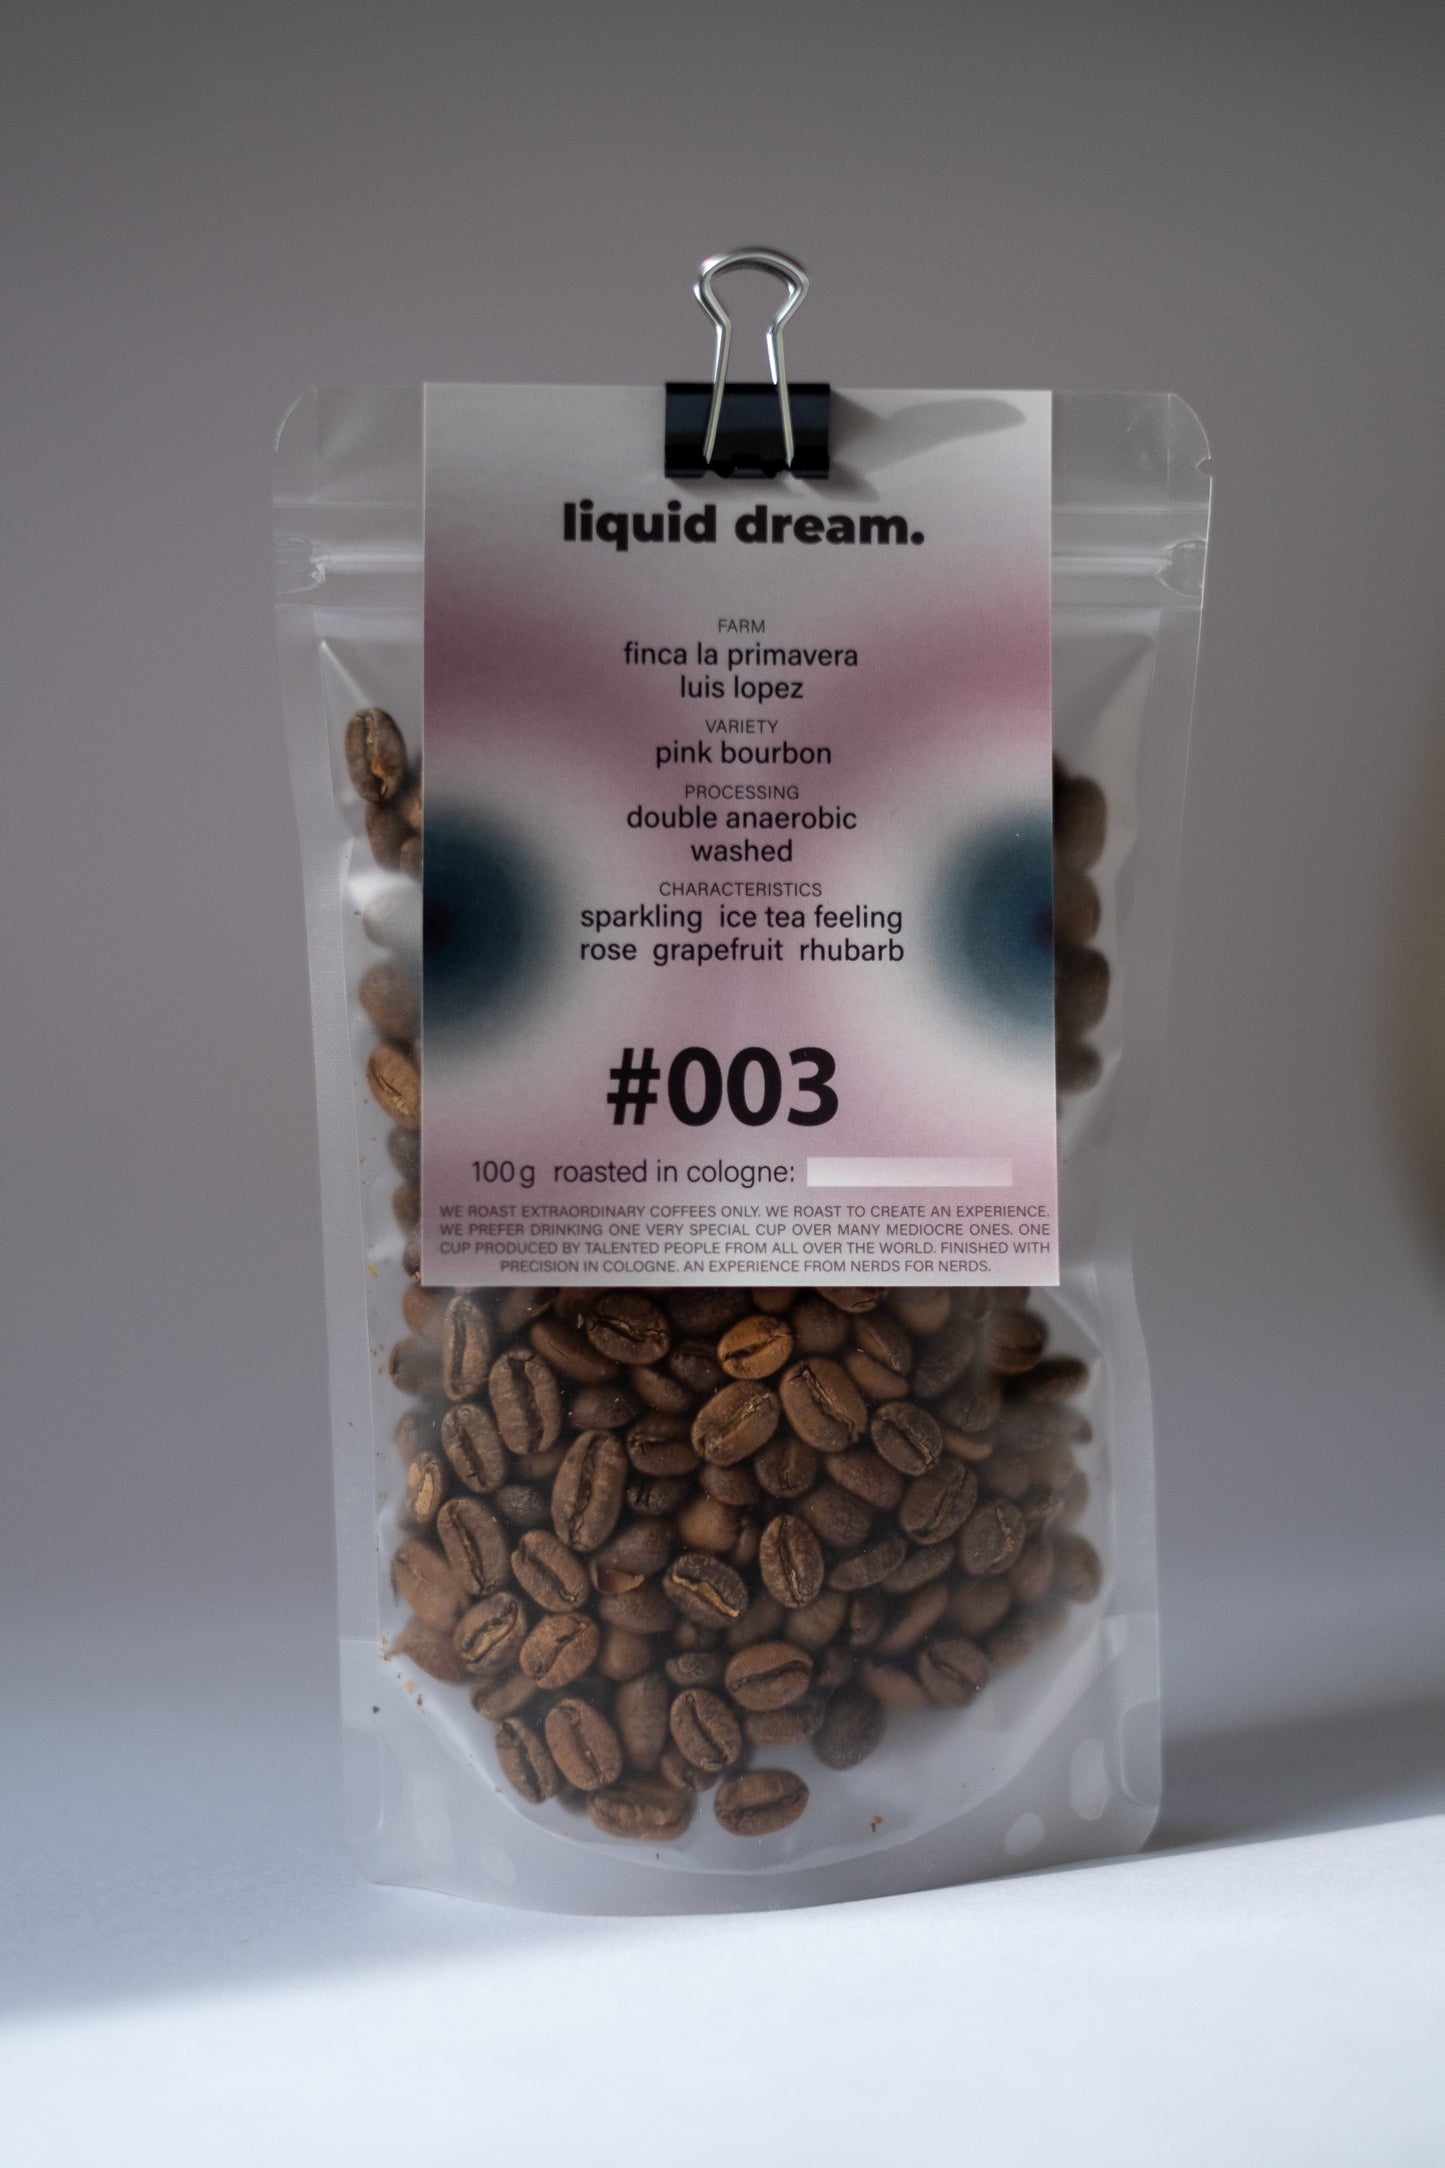 liquid dream.
FARM
finca la primavera
luis lopez
VARIETY
pink bourbon
PROCESSING
double anaerobic
washed
CHARACTERISTICS
sparkling ice tea feeling
rose grapefruit rhubarb
#003
100 g roasted in cologne:
WE ROAST EXTRAORDINARY COFFEES ONLY. WE ROAST TO CREATE AN EXPERIENCE.
WE PREFER DRINKING ONE VERY SPECIAL CUP OVER MANY MEDIOCRE ONES. ONE
CUP PRODUCED BY TALENTED PEOPLE FROM ALL OVER THE WORLD. FINISHED WITH
PRECISION IN COLOGNE. AN EXPERIENCE FROM NERDS FOR NERDS.